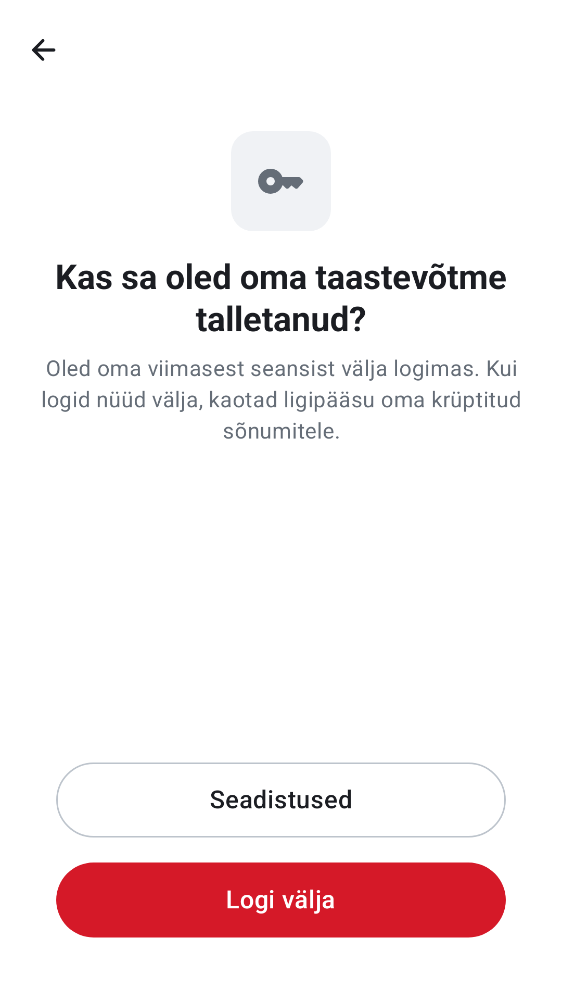 Kas sa oled oma taastevõtme
talletanud?
Oled oma viimasest seansist välja logimas. Kui
logid nüüd välja, kaotad ligipääsu oma krüptitud
sõnumitele.
Seadistused
Logi välja